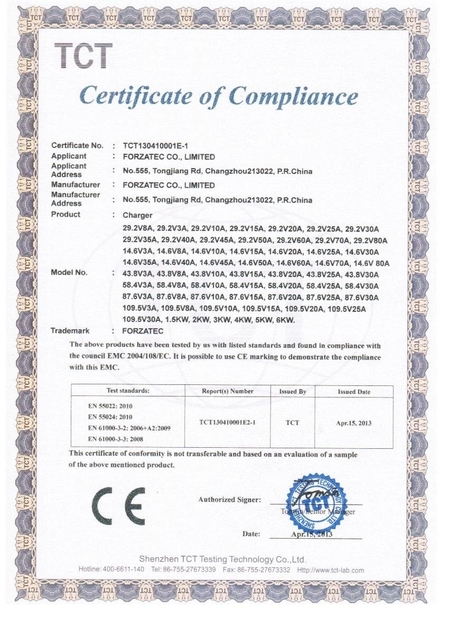 TCT
Certificate of Compliance
Certificate No. : TCT130410001E-1
Applicant : FORZATEC CO., LIMITED
Applicant Address : No.555, Tongjiang Rd, Changzhou213022, P.R.China
Manufacturer : FORZATEC CO., LIMITED
Manufacturer Address : No.555, Tongjiang Rd, Changzhou213022, P.R.China
Product : Charger
Model No. :
29.2V8A, 29.2V3A, 29.2V10A, 29.2V15A, 29.2V20A, 29.2V25A, 29.2V30A
29.2V35A, 29.2V40A, 29.2V45A, 29.2V50A, 29.2V60A, 29.2V70A, 29.2V80A
14.6V3A, 14.6V8A, 14.6V10A, 14.6V15A, 14.6V20A, 14.6V25A, 14.6V30A
14.6V35A, 14.6V40A, 14.6V45A, 14.6V50A, 14.6V60A, 14.6V70A, 14.6V 80A
43.8V3A, 43.8V8A, 43.8V10A, 43.8V15A, 43.8V20A, 43.8V25A, 43.8V30A
58.4V3A, 58.4V8A, 58.4V10A, 58.4V15A, 58.4V20A, 58.4V25A, 58.4V30A
87.6V3A, 87.6V8A, 87.6V10A, 87.6V15A, 87.6V20A, 87.6V25A, 87.6V30A
109.5V3A, 109.5V8A, 109.5V10A, 109.5V15A, 109.5V20A, 109.5V25A
109.5V30A, 1.5KW, 2KW, 3KW, 4KW, 5KW, 6KW.
Trademark : FORZATEC
The above products have been tested by us with listed standards and found in compliance with
the council EMC 2004/108/EC. It is possible to use CE marking to demonstrate the compliance
with this EMC.
Test standards: Report(s) Number Issued By Issued Date
EN 55022: 2010
EN 55024: 2010
EN 61000-3-2: 2006+A2:2009
EN 61000-3-3: 2008
TCT130410001E2-1 TCT Apr.15, 2013
This certificate of conformity is not transferable and based on an evaluation of a sample
of the above mentioned product.
CE
Authorized Signer:
TCT
Manager
Date: Apr.15, 2013
Shenzhen TCT Testing Technology Co.,Ltd.
Hotline: 400-6611-140 Tel: 86-755-27673339 Fax: 86-755-27673332 Http://www.tct-lab.com